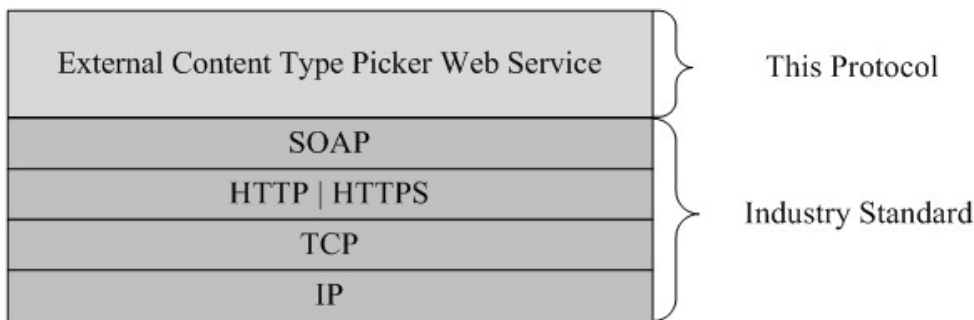 External Content Type Picker Web Service
This Protocol
SOAP
HTTP | HTTPS
TCP
IP
Industry Standard